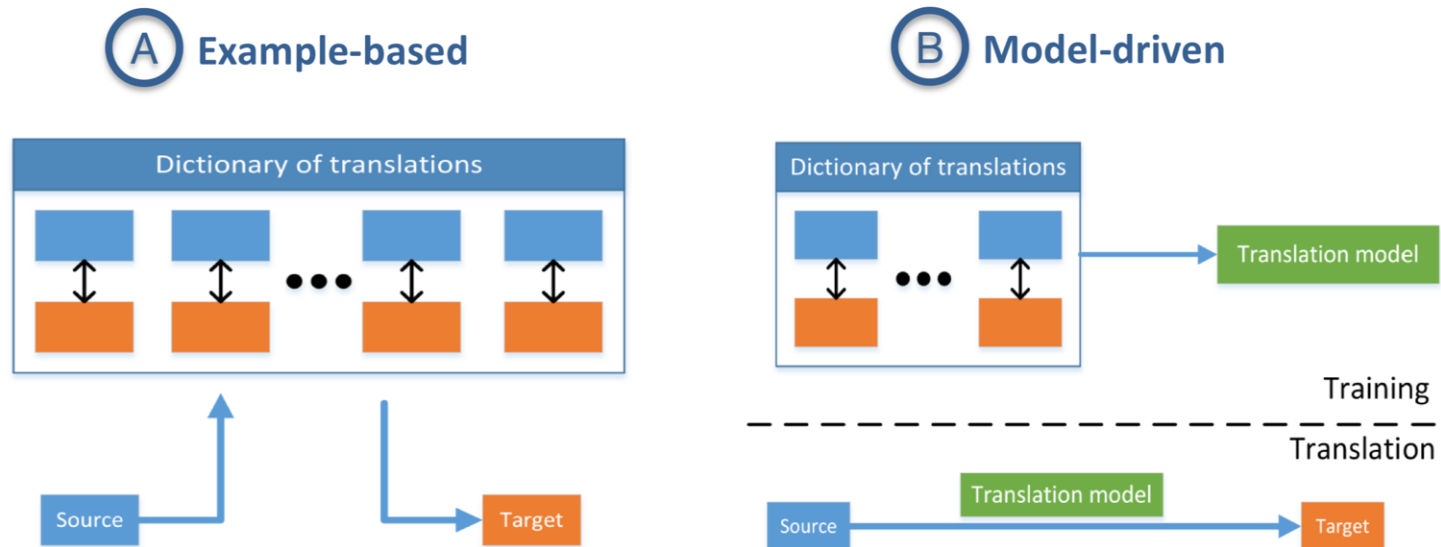 A Example-based
Dictionary of translations
Source
Target
B Model-driven
Dictionary of translations
Translation model
Training
Translation
Translation model
Source
Target